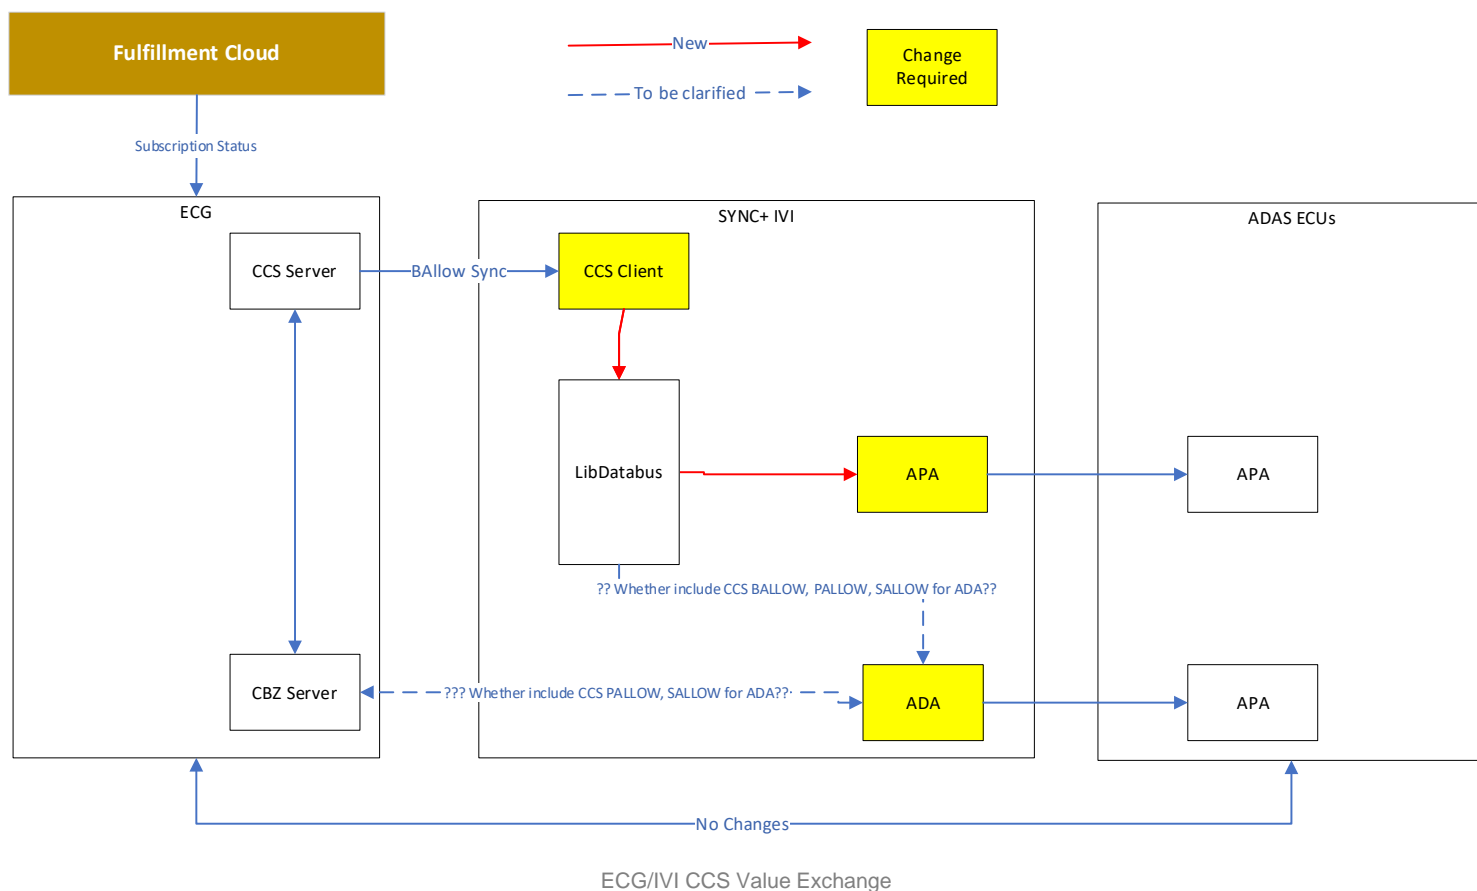 Fulfillment Cloud
New
To be clarified
Change
Required
Subscription Status
ECG
SYNC+ IVI
ADAS ECUs
CCS Server
BAllow Sync
CCS Client
LibDatabus
APA
APA
?? Whether include CCS BALLOW, PALLOW, SALLOW for ADA??
CBZ Server
??? Whether include CCS PALLOW, SALLOW for ADA??
ADA
APA
No Changes
ECG/IVI CCS Value Exchange